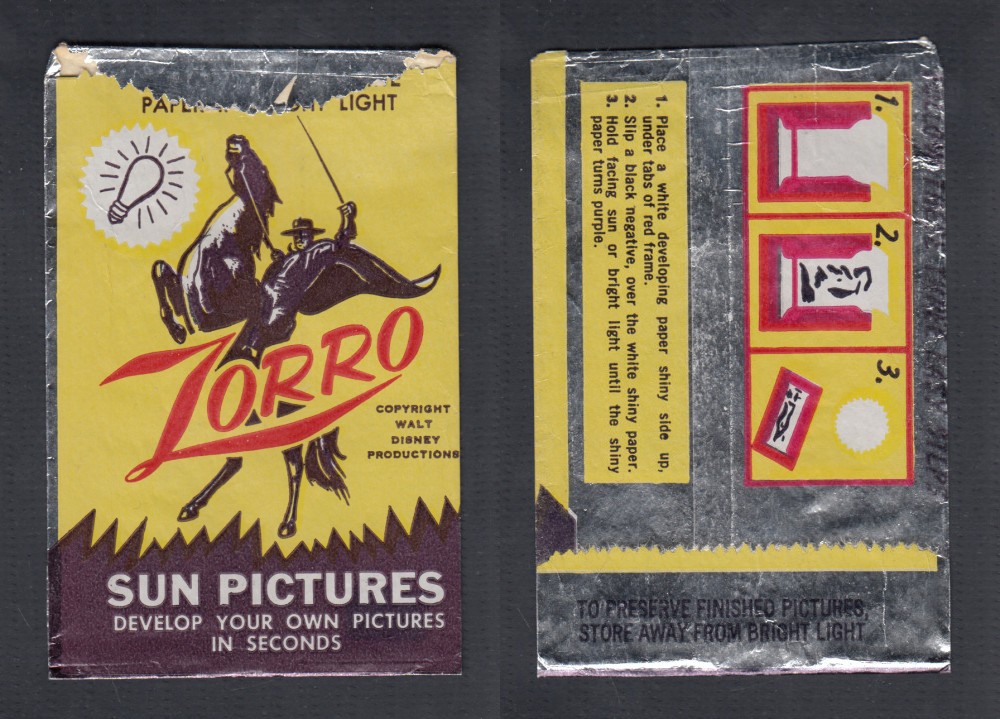 PAPER LIGHT
ZORRO
COPYRIGHT
WALT
DISNEY
PRODUCTIONS
SUN PICTURES
DEVELOP YOUR OWN PICTURES
IN SECONDS
1. Place a white developing paper shiny side up,
under tabs of red frame.
2. Slip a black negative, over the white shiny paper.
3. Hold facing sun or bright light until the shiny
paper turns purple.
1.
2.
3.
TO PRESERVE FINISHED PICTURES,
STORE AWAY FROM BRIGHT LIGHT